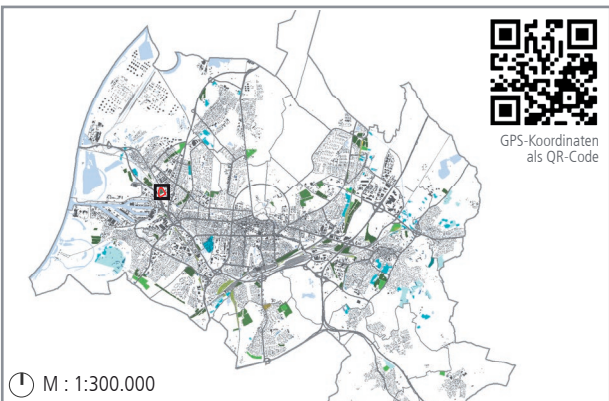 GPS-Koordinaten
als QR-Code
M : 1:300.000